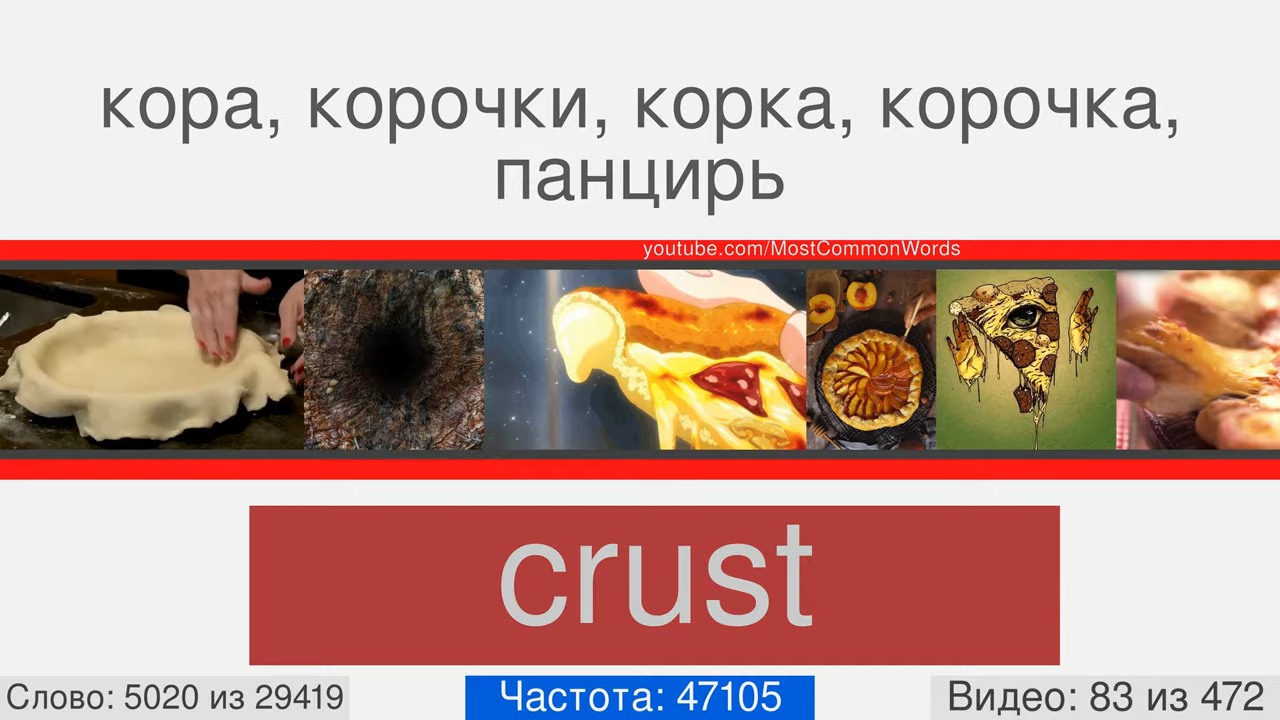 кора, корочки, корка, корочка,
панцирь
youtube.com/MostCommonWords
crust
Слово: 5020 из 29419
Частота: 47105
Видео: 83 из 472